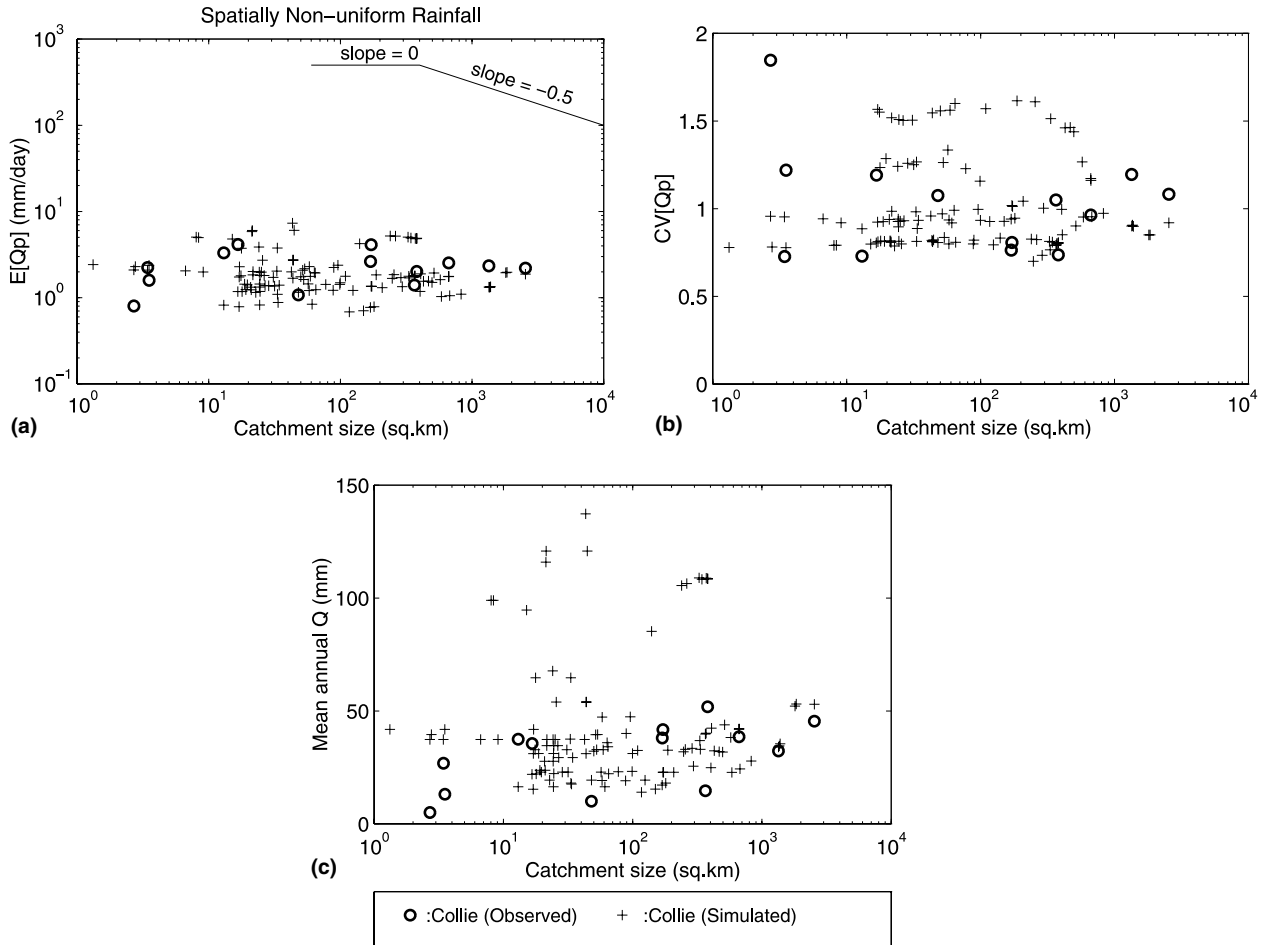 Spatially Non-uniform Rainfall
10^3
10^2
10^1
10^0
10^-1
E[Qp] (mm/day)
slope = 0
slope = -0.5
10^0 10^1 10^2 10^3 10^4
Catchment size (sq.km)
(a)
2
1.5
1
0.5
0
CV[Qp]
10^0 10^1 10^2 10^3 10^4
Catchment size (sq.km)
(b)
150
100
50
0
Mean annual Q (mm)
10^0 10^1 10^2 10^3 10^4
Catchment size (sq.km)
(c)
:Collie (Observed) :Collie (Simulated)